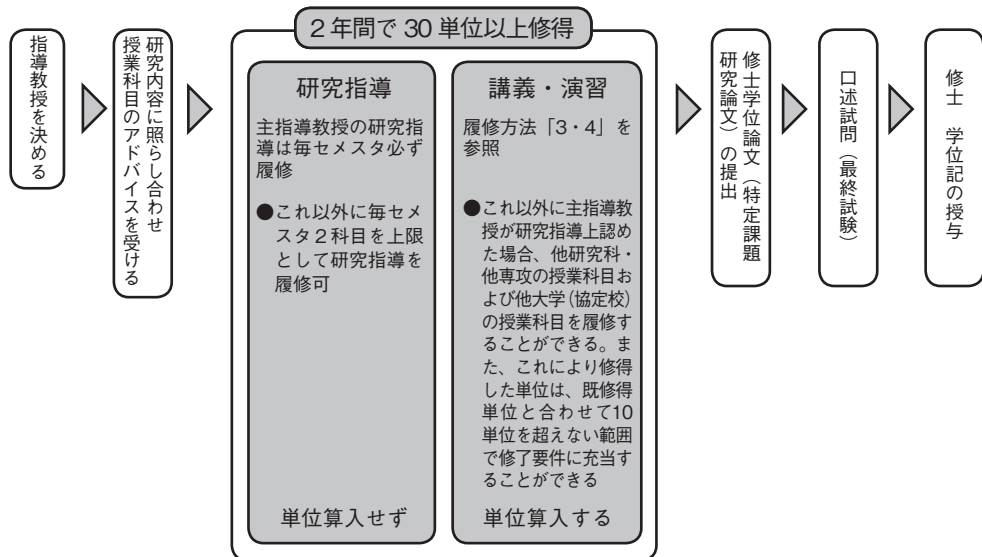 指導教授を決める
研究内容に照らし合わせ
授業科目のアドバイスを受ける
2年間で30単位以上修得
研究指導
主指導教授の研究指
導は毎セメスタ必ず
履修
●これ以外に毎セメ
スタ2科目を上限
として研究指導を
履修可
単位算入せず
講義・演習
履修方法「3・4」を
参照
●これ以外に主指導教
授が研究指導上認め
た場合、他研究科・
他専攻の授業科目お
よび他大学(協定校)
の授業科目を履修す
ることができる。ま
た、これにより修得
した単位は、既修得
単位と合わせて10
単位を超えない範囲
で修了要件に充当す
ることができる
単位算入する
修士学位論文(特定課題
研究論文)の提出
口述試問(最終試験)
修士 学位記の授与